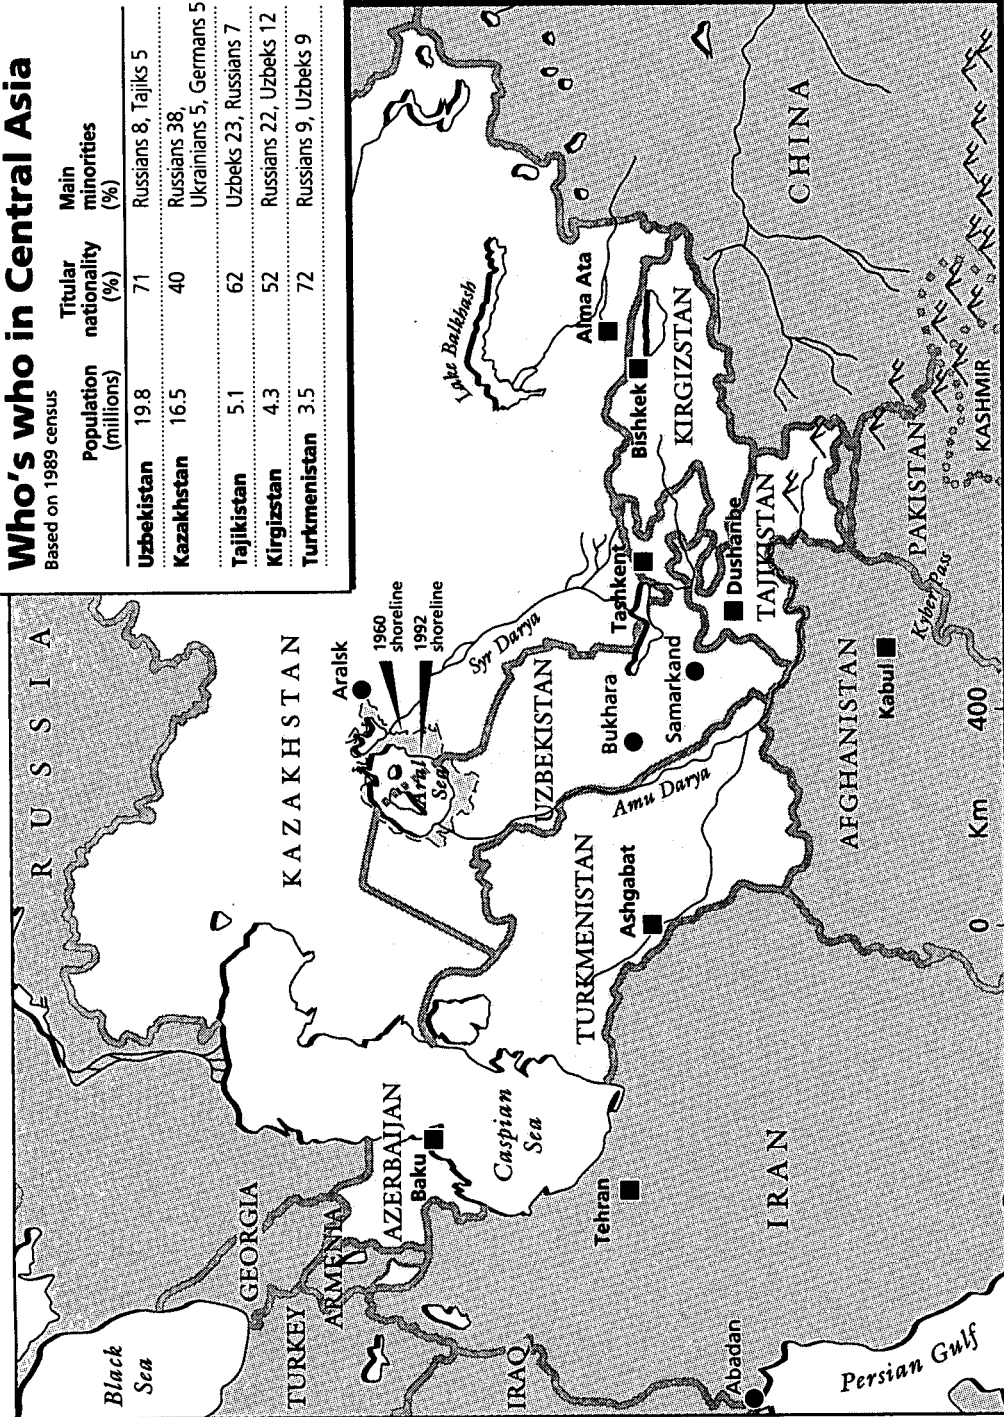 Who's who in Central Asia
Based on 1989 census
Population (millions) Titular nationality (%) Main minorities (%)
Uzbekistan 19.8 71 Russians 8, Tajiks 5
Kazakhstan 16.5 40 Russians 38,
Ukrainians 5, Germans 5
Tajikistan 5.1 62 Uzbeks 23, Russians 7
Kirgizstan 4.3 52 Russians 22, Uzbeks 12
Turkmenistan 3.5 72 Russians 9, Uzbeks 9
RUSSIA
KAZAKHSTAN
Aralsk
1960
shoreline
1992
shoreline
Aral
Sea
Syr Darya
Lake Balkhash
Alma Ata
Bishkek
KIRGIZSTAN
CHINA
Black
Sea
GEORGIA
TURKEY
ARMENIA
AZERBAIJAN
Baku
Caspian
Sea
UZBEKISTAN
Tashkent
Bukhara
Samarkand
Amu Darya
TURKMENISTAN
Ashgabat
Dushanbe
TAJIKISTAN
IRAQ
Tehran
IRAN
Abadan
Persian Gulf
AFGHANISTAN
Kabul
Kyber Pass
PAKISTAN
KASHMIR
0 Km 400